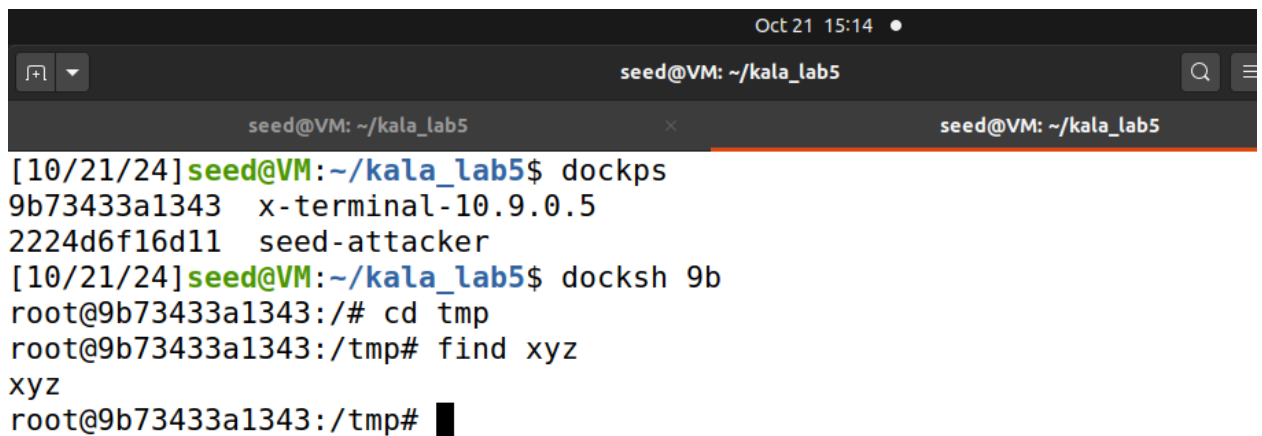 Oct 21 15:14
seed@VM: ~/kala_lab5
seed@VM: ~/kala_lab5
seed@VM: ~/kala_lab5
[10/21/24]seed@VM:~/kala_lab5$ dockps
9b73433a1343  x-terminal-10.9.0.5
2224d6f16d11  seed-attacker
[10/21/24]seed@VM:~/kala_lab5$ docksh 9b
root@9b73433a1343:/# cd tmp
root@9b73433a1343:/tmp# find xyz
xyz
root@9b73433a1343:/tmp#